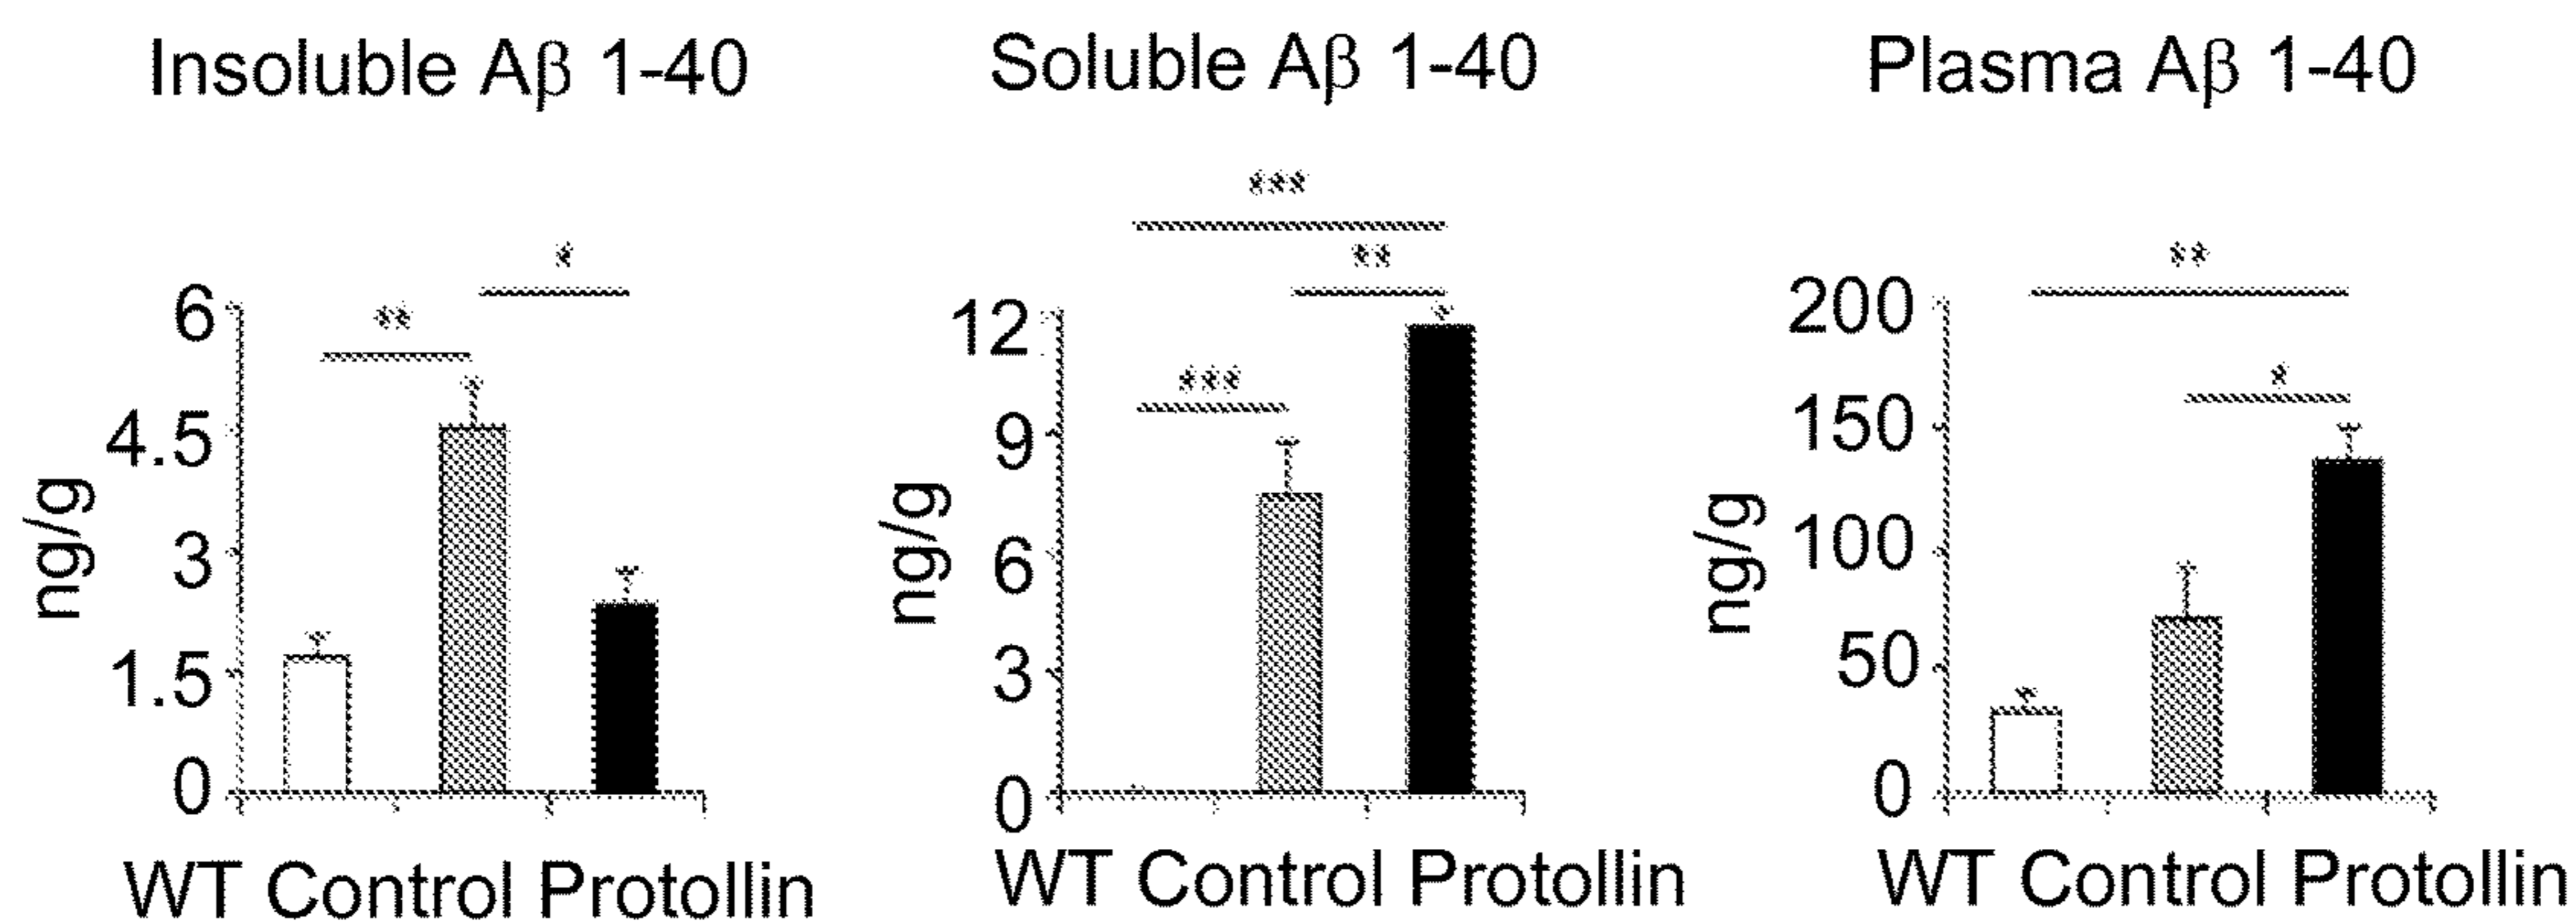 Insoluble Aβ 1-40
**
*
6
4.5
3
1.5
0
ng/g
WT Control Protollin
Soluble Aβ 1-40
***
**
***
12
9
6
3
0
ng/g
WT Control Protollin
Plasma Aβ 1-40
**
*
200
150
100
50
0
ng/g
WT Control Protollin